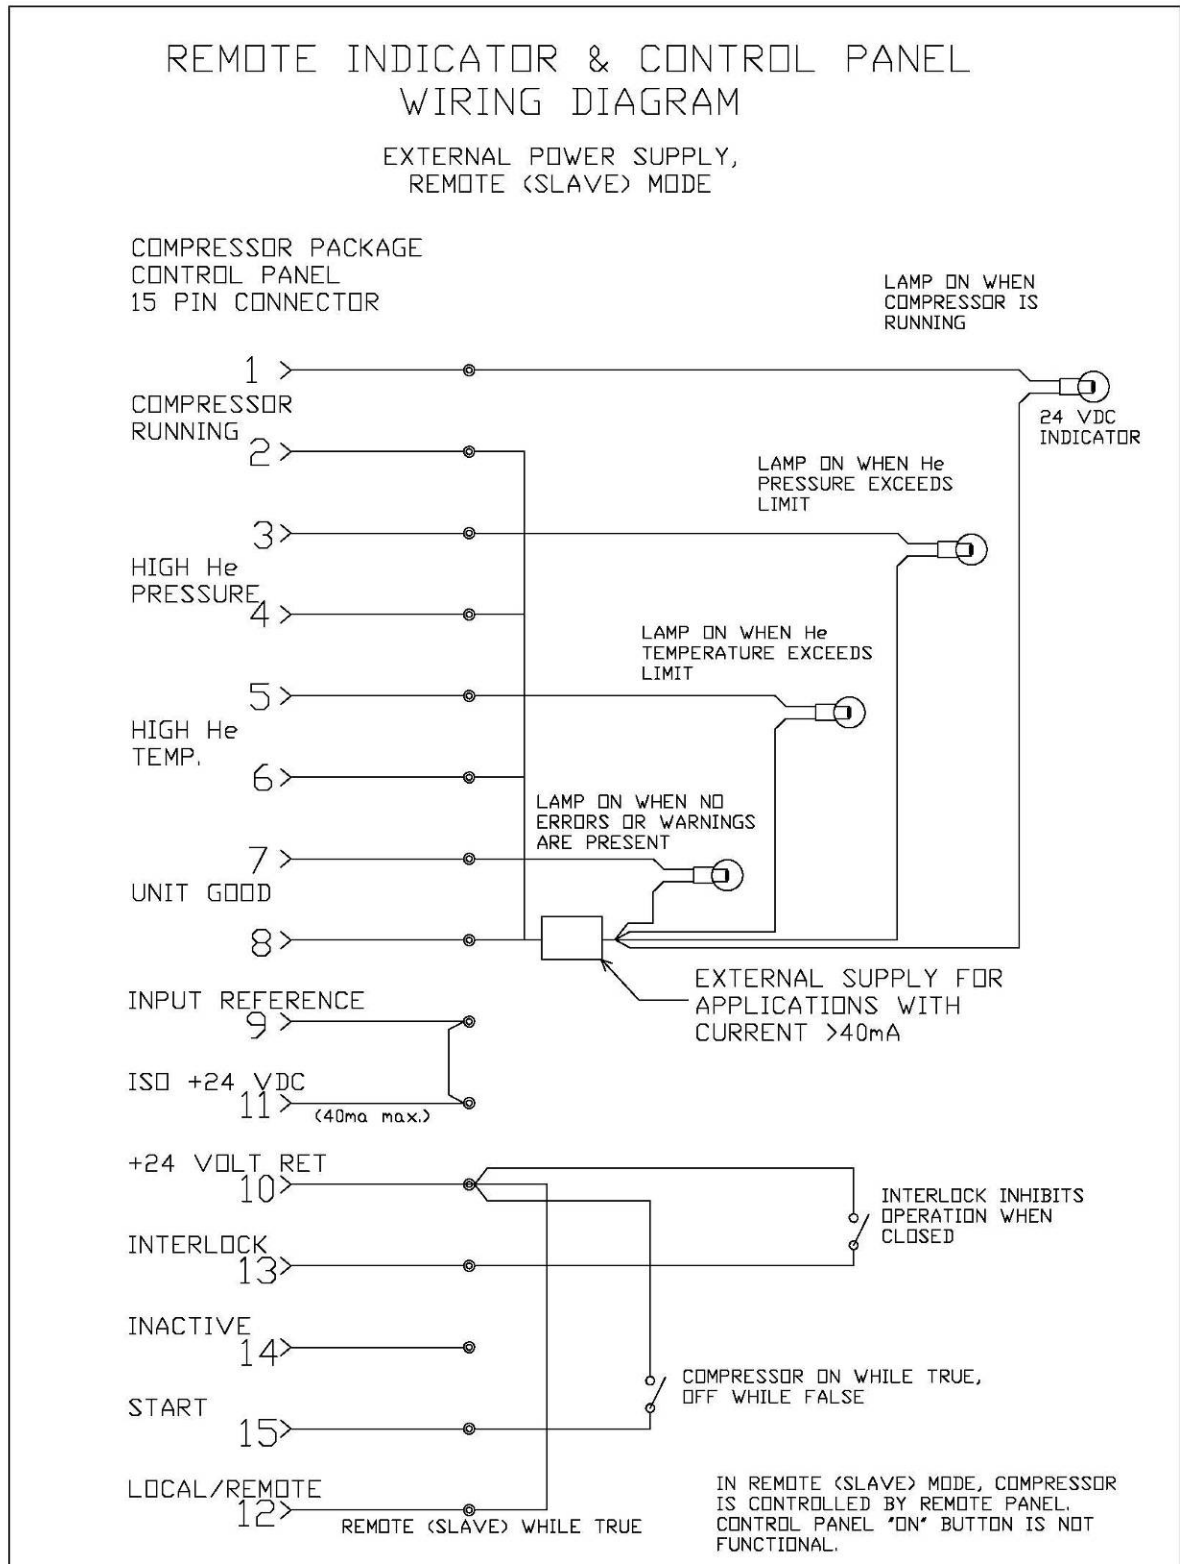 REMOTE INDICATOR & CONTROL PANEL
WIRING DIAGRAM
EXTERNAL POWER SUPPLY,
REMOTE (SLAVE) MODE
COMPRESSOR PACKAGE
CONTROL PANEL
15 PIN CONNECTOR
LAMP ON WHEN
COMPRESSOR IS
RUNNING
1
24 VDC
INDICATOR
COMPRESSOR
RUNNING
2
LAMP ON WHEN He
PRESSURE EXCEEDS
LIMIT
3
HIGH He
PRESSURE
4
LAMP ON WHEN He
TEMPERATURE EXCEEDS
LIMIT
5
HIGH He
TEMP.
6
LAMP ON WHEN NO
ERRORS OR WARNINGS
ARE PRESENT
7
UNIT GOOD
8
EXTERNAL SUPPLY FOR
APPLICATIONS WITH
CURRENT >40mA
INPUT REFERENCE
9
ISO +24 VDC
11
(40ma max.)
+24 VOLT RET
10
INTERLOCK INHIBITS
OPERATION WHEN
CLOSED
INTERLOCK
13
INACTIVE
14
COMPRESSOR ON WHILE TRUE,
OFF WHILE FALSE
START
15
LOCAL/REMOTE
12
REMOTE (SLAVE) WHILE TRUE
IN REMOTE (SLAVE) MODE, COMPRESSOR
IS CONTROLLED BY REMOTE PANEL.
CONTROL PANEL "ON" BUTTON IS NOT
FUNCTIONAL.